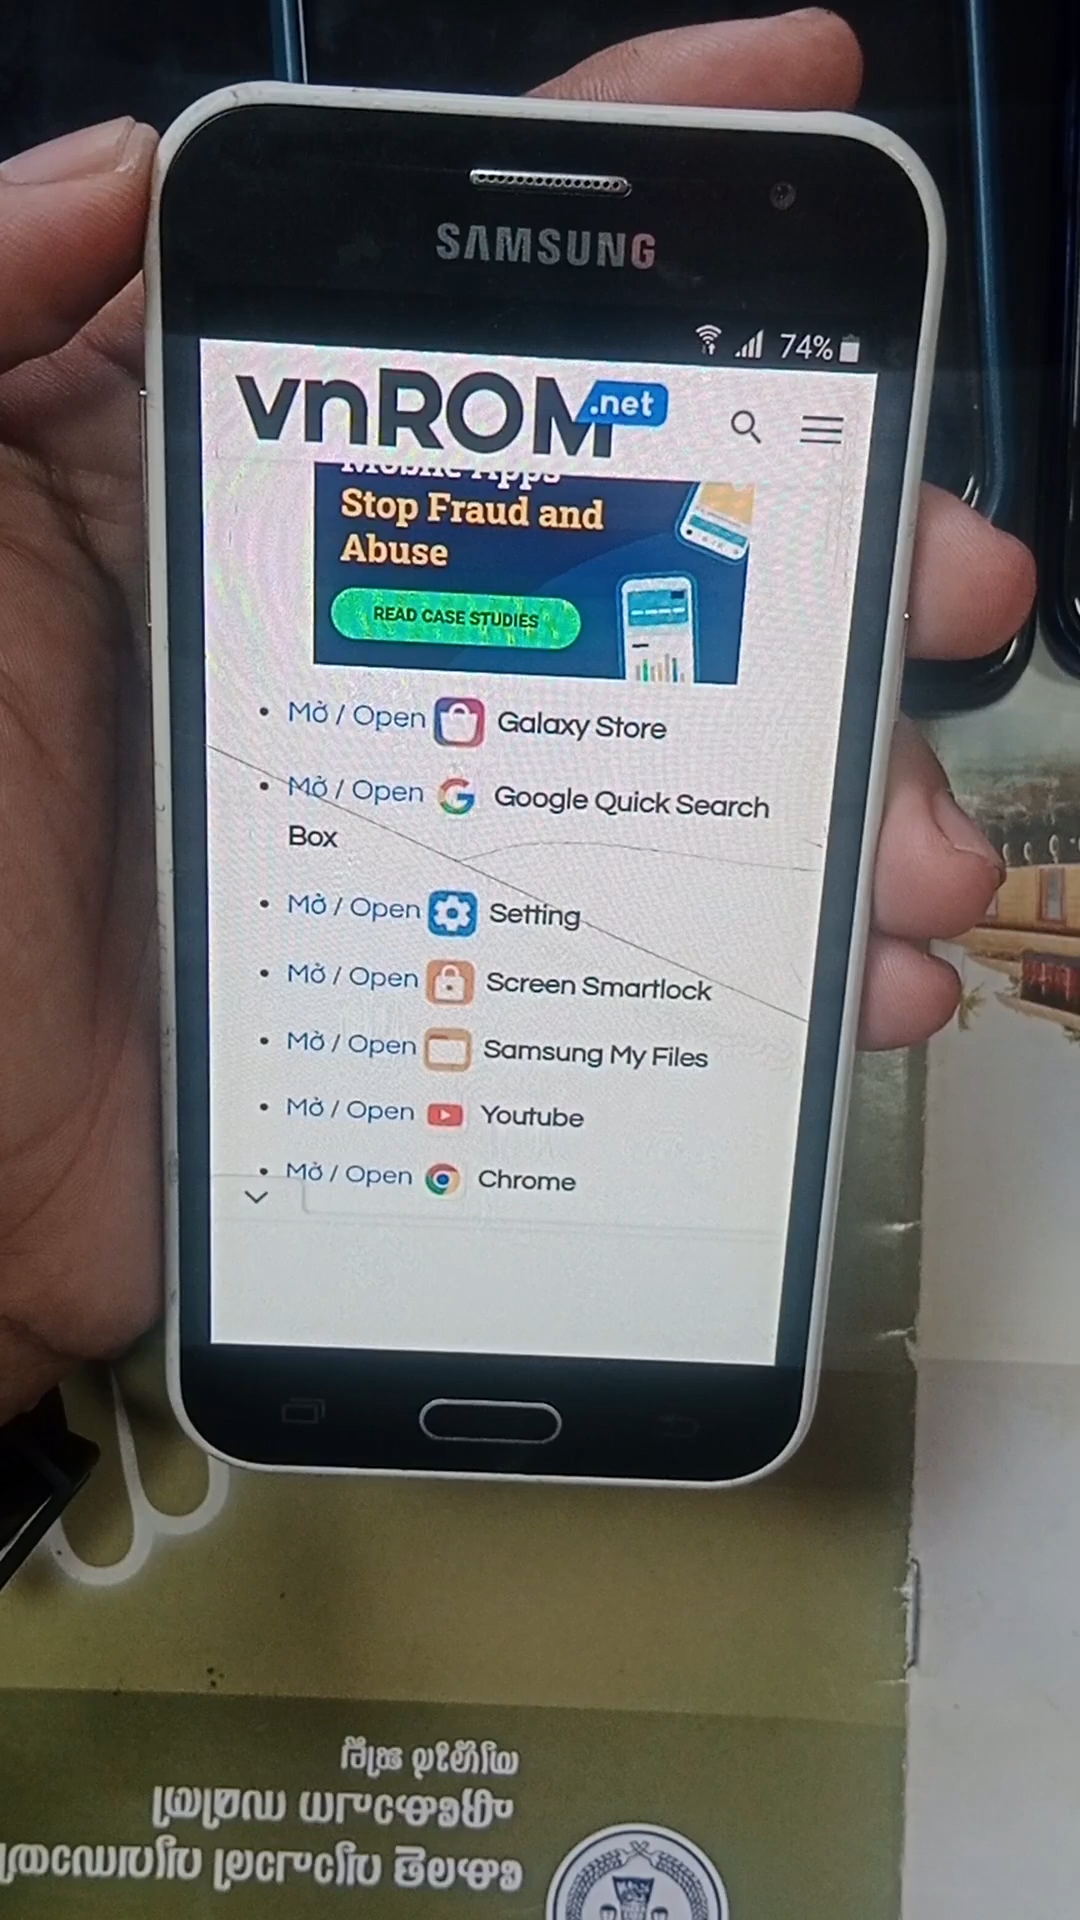 SAMSUNG
74%
vnROM .net
Mobile Apps
Stop Fraud and
Abuse
READ CASE STUDIES
• Mở / Open Galaxy Store
• Mở / Open Google Quick Search
Box
• Mở / Open Setting
• Mở / Open Screen Smartlock
• Mở / Open Samsung My Files
• Mở / Open Youtube
• Mở / Open Chrome